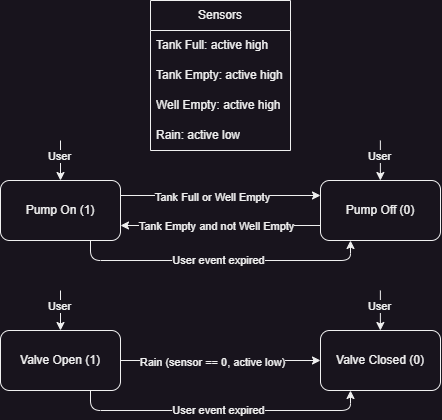 Sensors
Tank Full: active high
Tank Empty: active high
Well Empty: active high
Rain: active low
User
User
Pump On (1)
Tank Full or Well Empty
Pump Off (0)
Tank Empty and not Well Empty
User event expired
User
User
Valve Open (1)
Rain (sensor == 0, active low)
Valve Closed (0)
User event expired